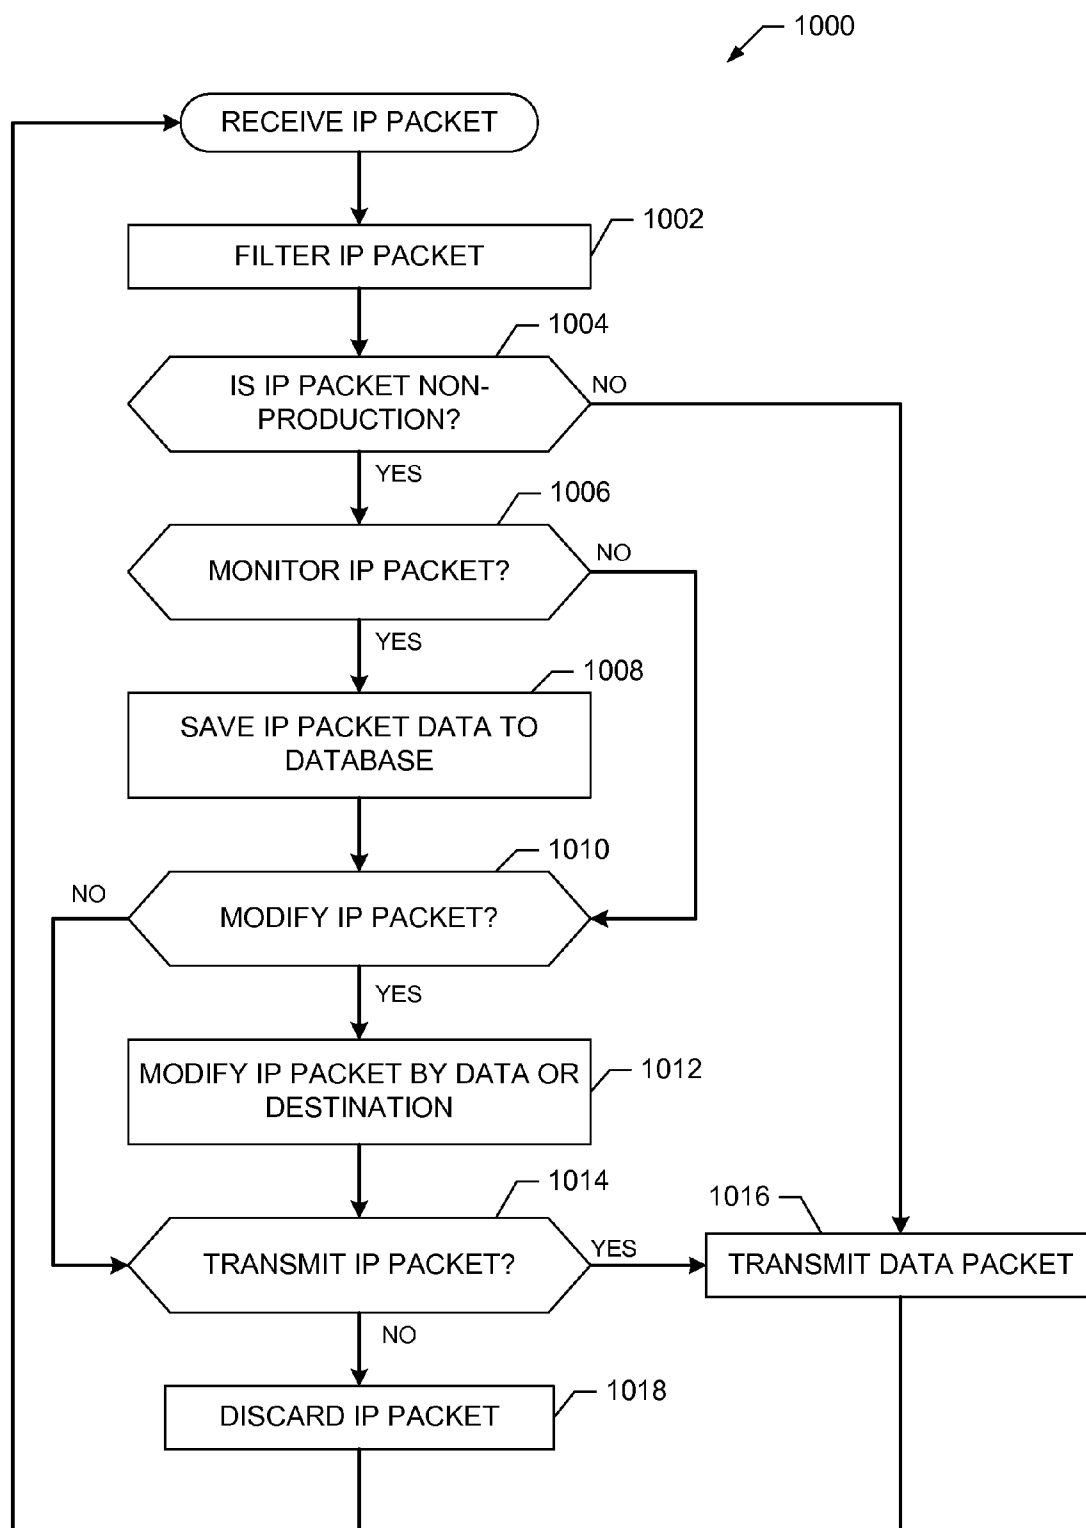 1000
RECEIVE IP PACKET
1002
FILTER IP PACKET
1004
IS IP PACKET NON-
PRODUCTION?
NO
YES
1006
MONITOR IP PACKET?
NO
YES
1008
SAVE IP PACKET DATA TO
DATABASE
1010
NO
MODIFY IP PACKET?
YES
1012
MODIFY IP PACKET BY DATA OR
DESTINATION
1014
TRANSMIT IP PACKET?
YES
1016
TRANSMIT DATA PACKET
NO
1018
DISCARD IP PACKET